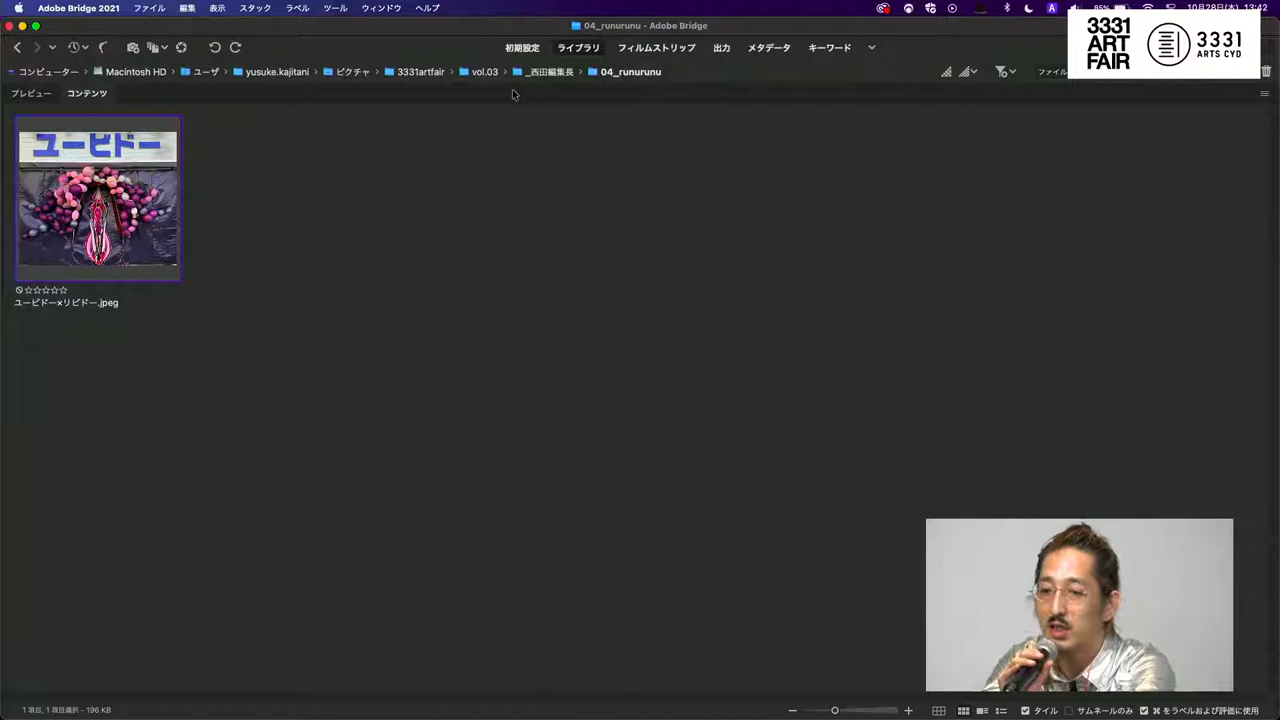 Adobe Bridge 2021 ファイル 編集 表示 スタック ラベル ツール ウィンドウ ヘルプ
85% 10月28日(木) 13:42
04_runurunu - Adobe Bridge
初期設定 ライブラリ フィルムストリップ 出力 メタデータ キーワード
3331
ART
FAIR
3331
ARTS CYD
コンピューター Macintosh HD ユーザ yusuke.kajitani ピクチャ vol.03 _西田編集長 04_runurunu ファイル
プレビュー コンテンツ
ユービドー
ユービドー×リビドー.jpeg
1 項目, 1 項目選択 - 196 KB
タイル サムネールのみ ⌘ をラベルおよび評価に使用